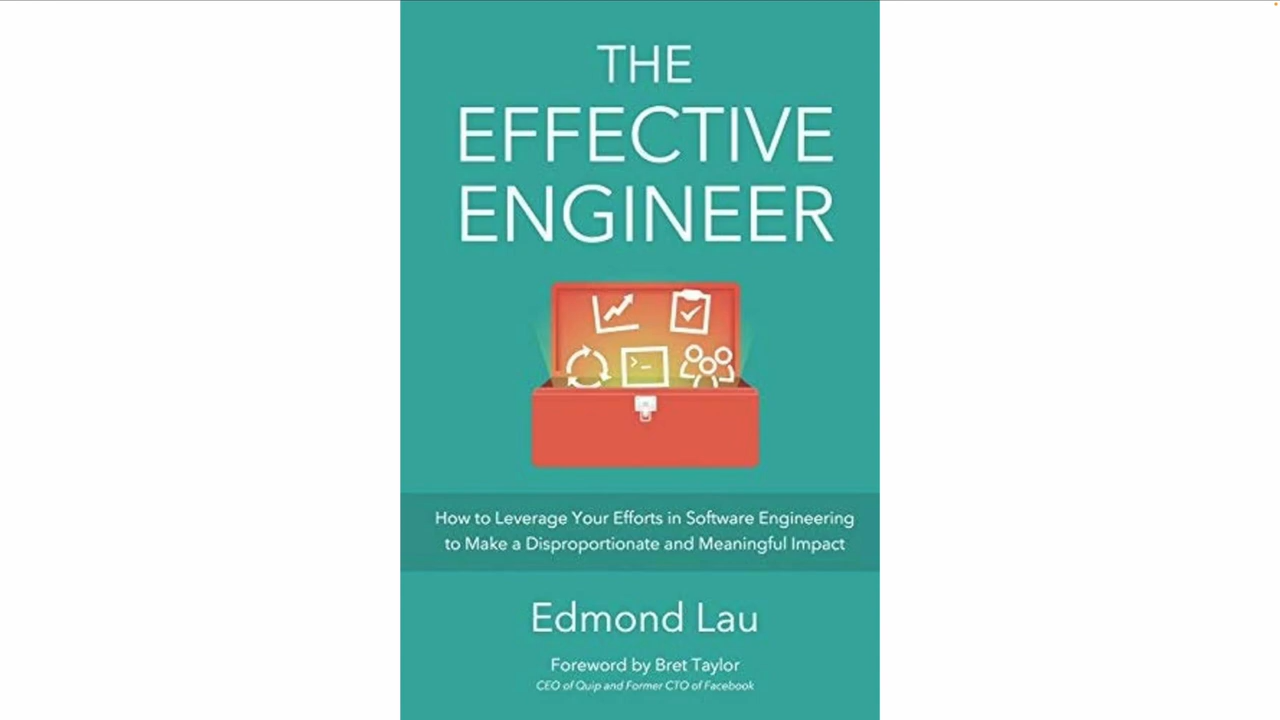 THE
EFFECTIVE
ENGINEER
How to Leverage Your Efforts in Software Engineering
to Make a Disproportionate and Meaningful Impact
Edmond Lau
Foreword by Bret Taylor
CEO of Quip and Former CTO of Facebook